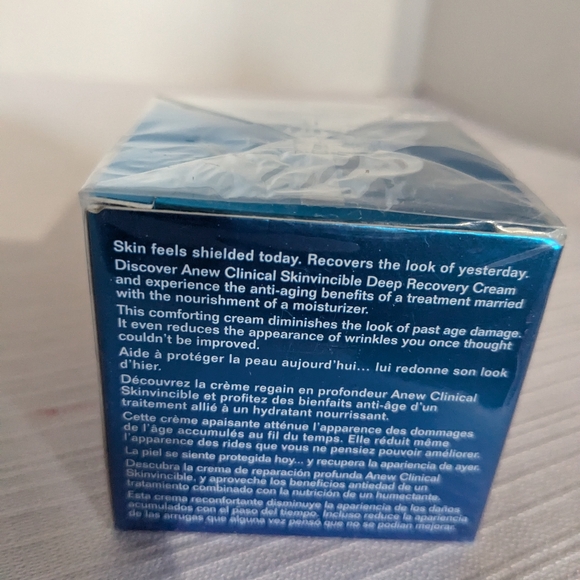 Skin feels shielded today. Recovers the look of yesterday.
Discover Anew Clinical Skinvincible Deep Recovery Cream
and experience the anti-aging benefits of a treatment married
with the nourishment of a moisturizer.
This comforting cream diminishes the look of past age damage.
It even reduces the appearance of wrinkles you once thought
couldn't be improved.
Aide à protéger la peau aujourd'hui... lui redonne son look
d'hier.
Découvrez la crème regain en profondeur Anew Clinical
Skinvincible et profitez des bienfaits anti-âge d'un
traitement allié à un hydratant nourrissant.
Cette crème apaisante atténue l'apparence des dommages
de l'âge accumulés au fil du temps. Elle réduit même
l'apparence des rides que vous ne pensiez pouvoir améliorer.
La piel se siente protegida hoy... y recupera la apariencia de ayer.
Descubra la crema de reparación profunda Anew Clinical
Skinvincible, y aproveche los beneficios antiedad de un
tratamiento combinado con la nutrición de un humectante.
Esta crema reconfortante disminuye la apariencia de los daños
acumulados con el paso del tiempo. Incluso reduce la apariencia
de las arrugas que alguna vez pensó que no se podían mejorar.